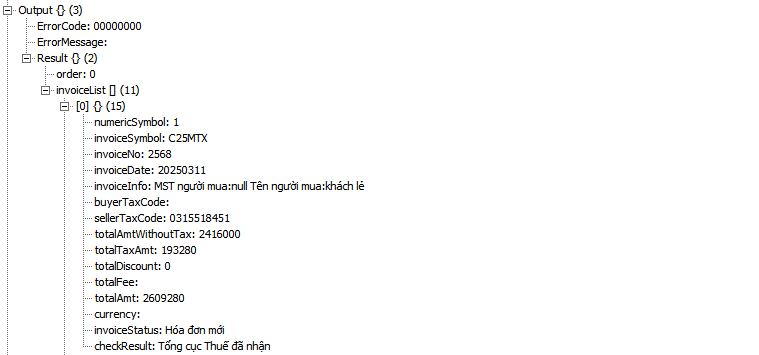 Output {} (3)
ErrorCode: 00000000
ErrorMessage:
Result {} (2)
order: 0
invoiceList [] (11)
[0] {} (15)
numericSymbol: 1
invoiceSymbol: C25MTX
invoiceNo: 2568
invoiceDate: 20250311
invoiceInfo: MST người mua:null Tên người mua:khách lẻ
buyerTaxCode:
sellerTaxCode: 0315518451
totalAmtWithoutTax: 2416000
totalTaxAmt: 193280
totalDiscount: 0
totalFee:
totalAmt: 2609280
currency:
invoiceStatus: Hóa đơn mới
checkResult: Tổng cục Thuế đã nhận